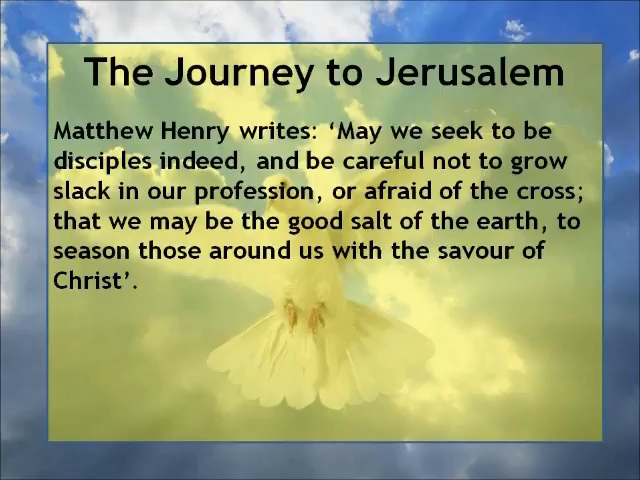 The Journey to Jerusalem
Matthew Henry writes: ‘May we seek to be
disciples indeed, and be careful not to grow
slack in our profession, or afraid of the cross;
that we may be the good salt of the earth, to
season those around us with the savour of
Christ’.